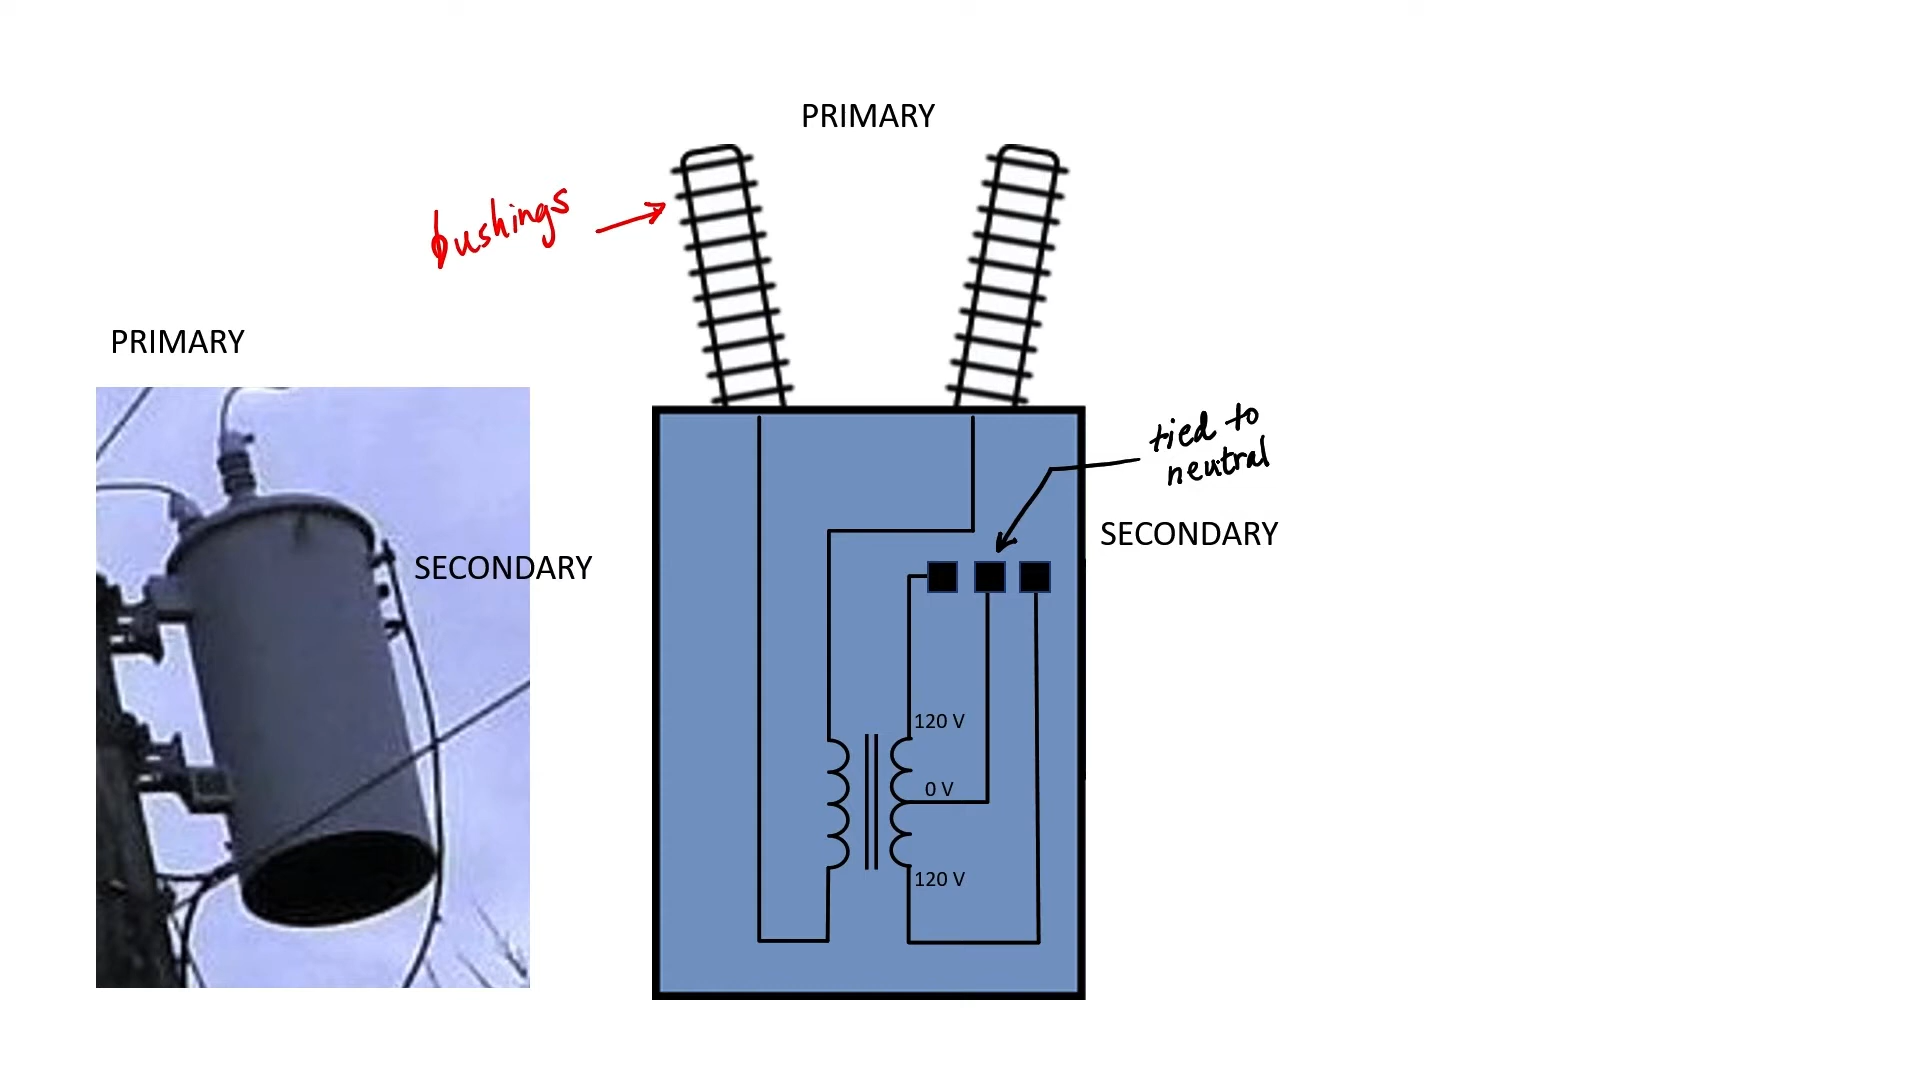 PRIMARY
bushings
PRIMARY
tied to
neutral
SECONDARY
SECONDARY
120 V
0 V
120 V